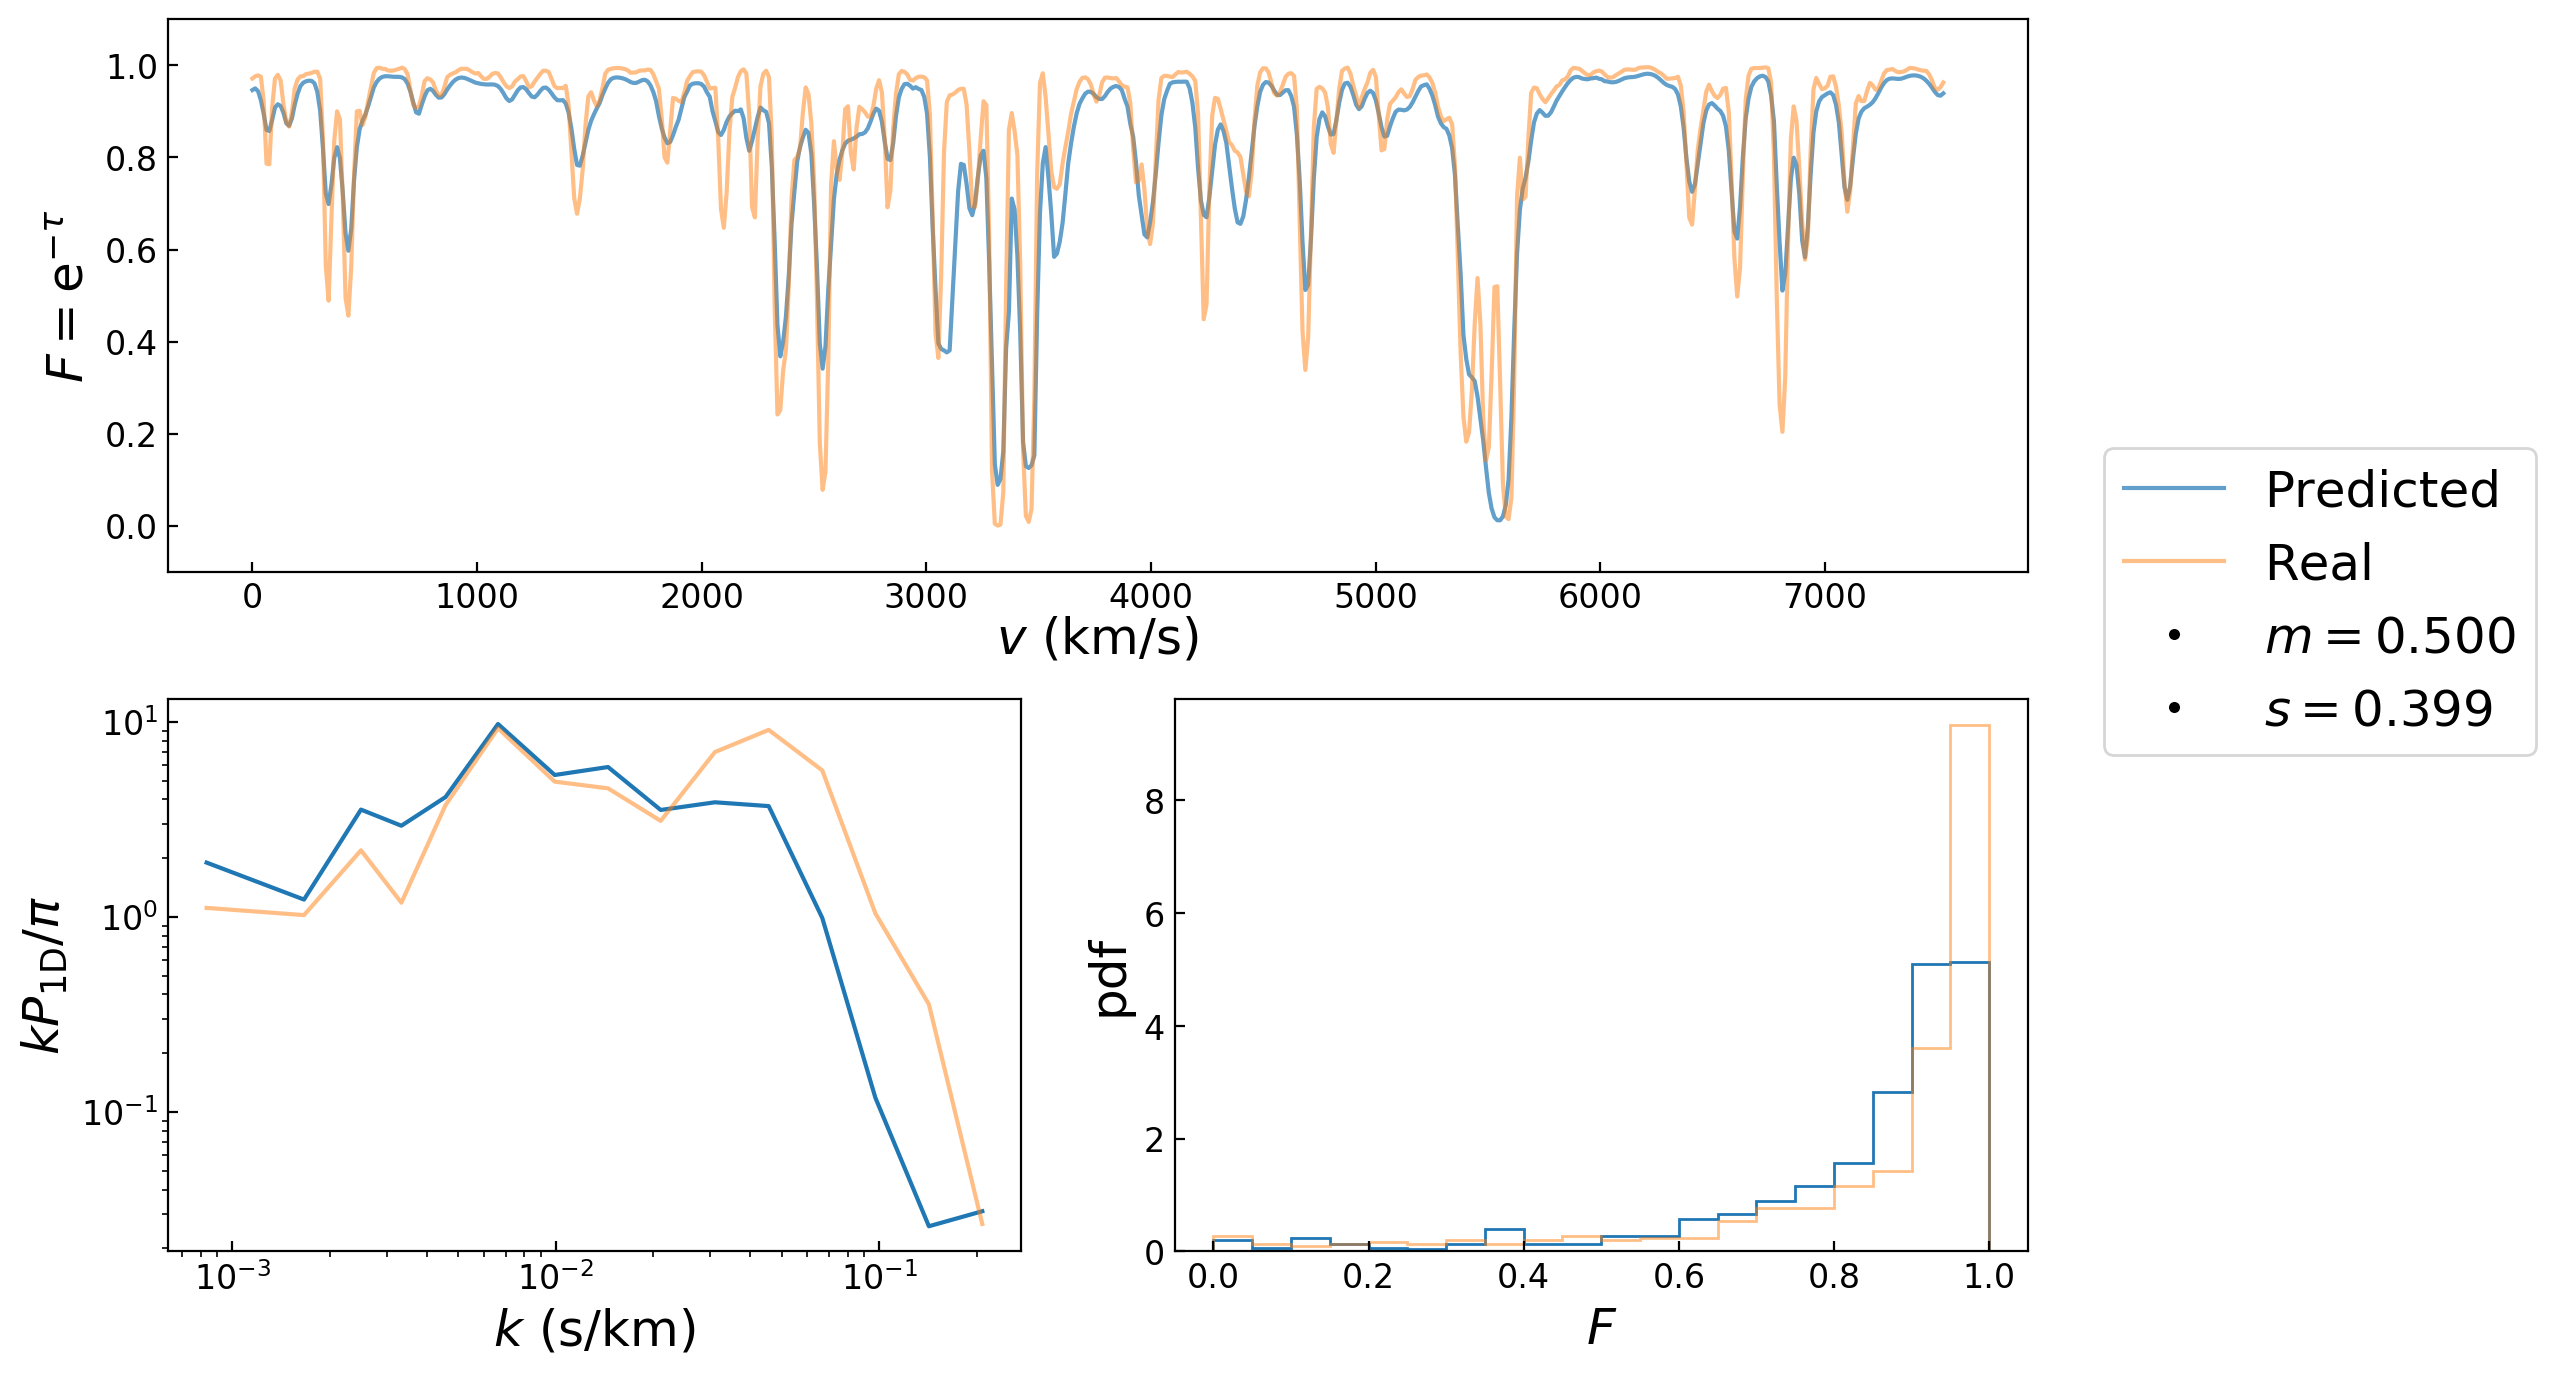 1.0
0.8
0.6
0.4
0.2
0.0
F = e^{-τ}
0 1000 2000 3000 4000 5000 6000 7000
v (km/s)
Predicted
Real
m = 0.500
s = 0.399
10^1
10^0
10^{-1}
kP_{1D}/π
10^{-3} 10^{-2} 10^{-1}
k (s/km)
8
6
4
2
0
pdf
0.0 0.2 0.4 0.6 0.8 1.0
F